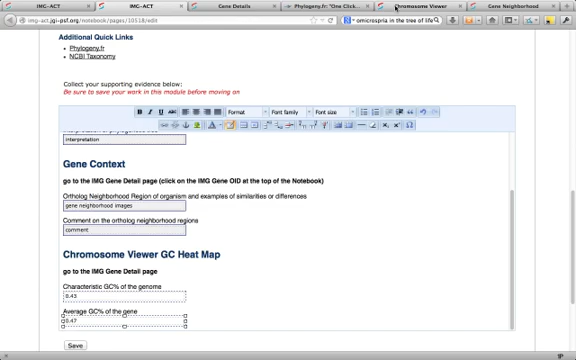 IMG-ACT
IMG-ACT
Gene Details
Phylogeny.fr: "One Click...
Chromosome Viewer
Gene Neighborhood
img-act.jgi-psf.org/notebook/pages/10518/edit
omicrospria in the tree of life
Additional Quick Links
Phylogeny.fr
NCBI Taxonomy
Collect your supporting evidence below:
Be sure to save your work in this module before moving on
Format
Font family
Font size
interpretation
Gene Context
go to the IMG Gene Detail page (click on the IMG Gene OID at the top of the Notebook)
Ortholog Neighborhood Region of organism and examples of similarities or differences
gene neighborhood images
Comment on the ortholog neighborhood regions
comment
Chromosome Viewer GC Heat Map
go to the IMG Gene Detail page
Characteristic GC% of the genome
0.43
Average GC% of the gene
0.47
Save